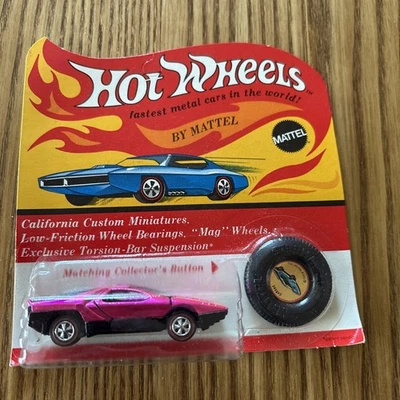 Hot Wheels
fastest metal cars in the world!
BY MATTEL
MATTEL
California Custom Miniatures.
Low-Friction Wheel Bearings. "Mag" Wheels.
Exclusive Torsion-Bar Suspension*
Matching Collector's Button